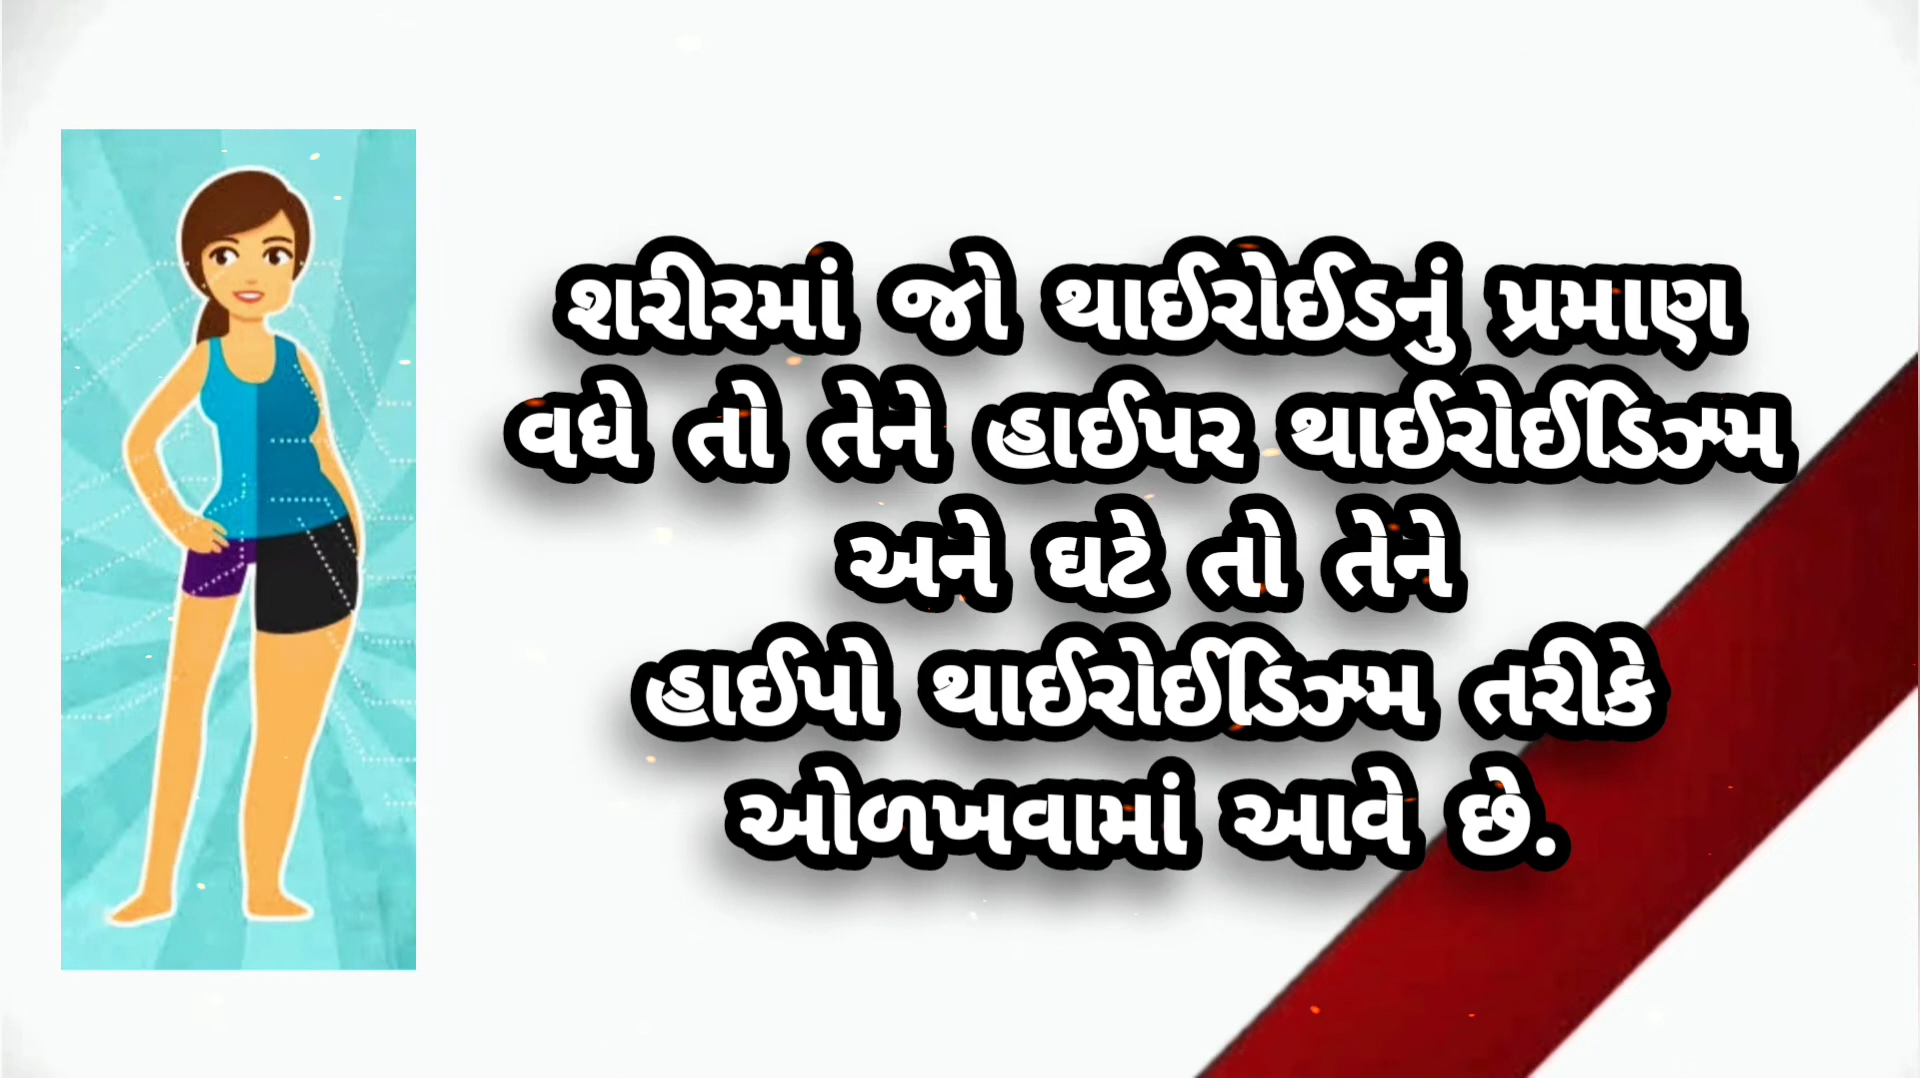 શરીરમાં જો થાઈરોઈડનું પ્રમાણ
વધે તો તેને હાઈપર થાઈરોઈડિઝ્મ
અને ઘટે તો તેને
હાઈપો થાઈરોઈડિઝ્મ તરીકે
ઓળખવામાં આવે છે.